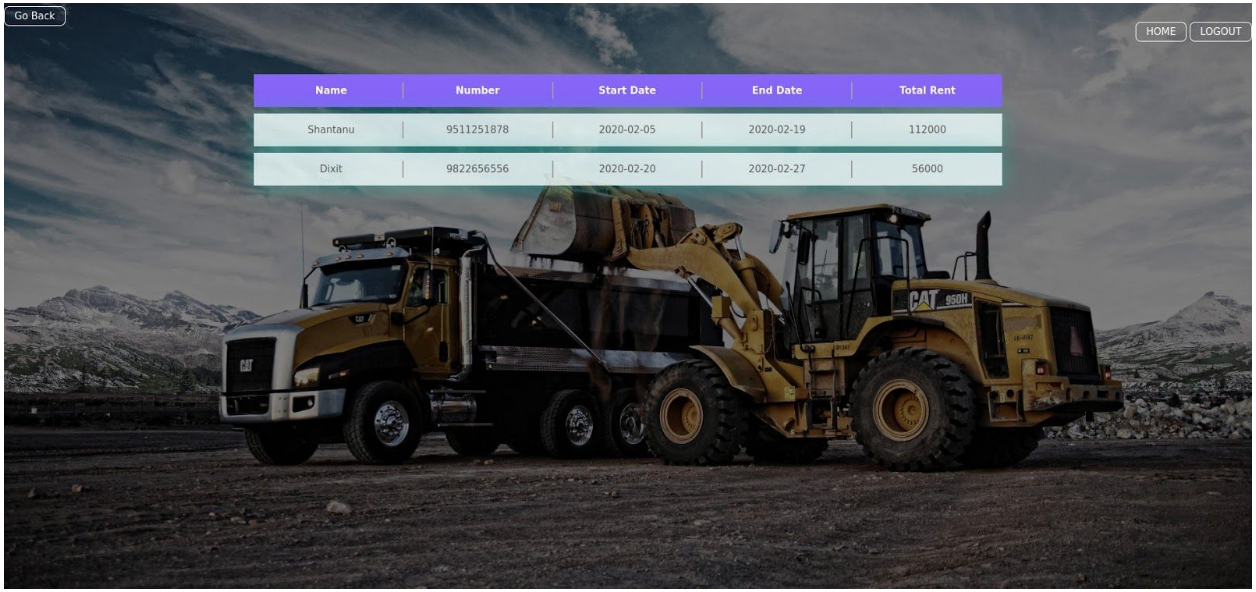 Go Back
HOME LOGOUT
Name Number Start Date End Date Total Rent
Shantanu 9511251878 2020-02-05 2020-02-19 112000
Dixit 9822656556 2020-02-20 2020-02-27 56000
CAT 950H
CAT
CAT